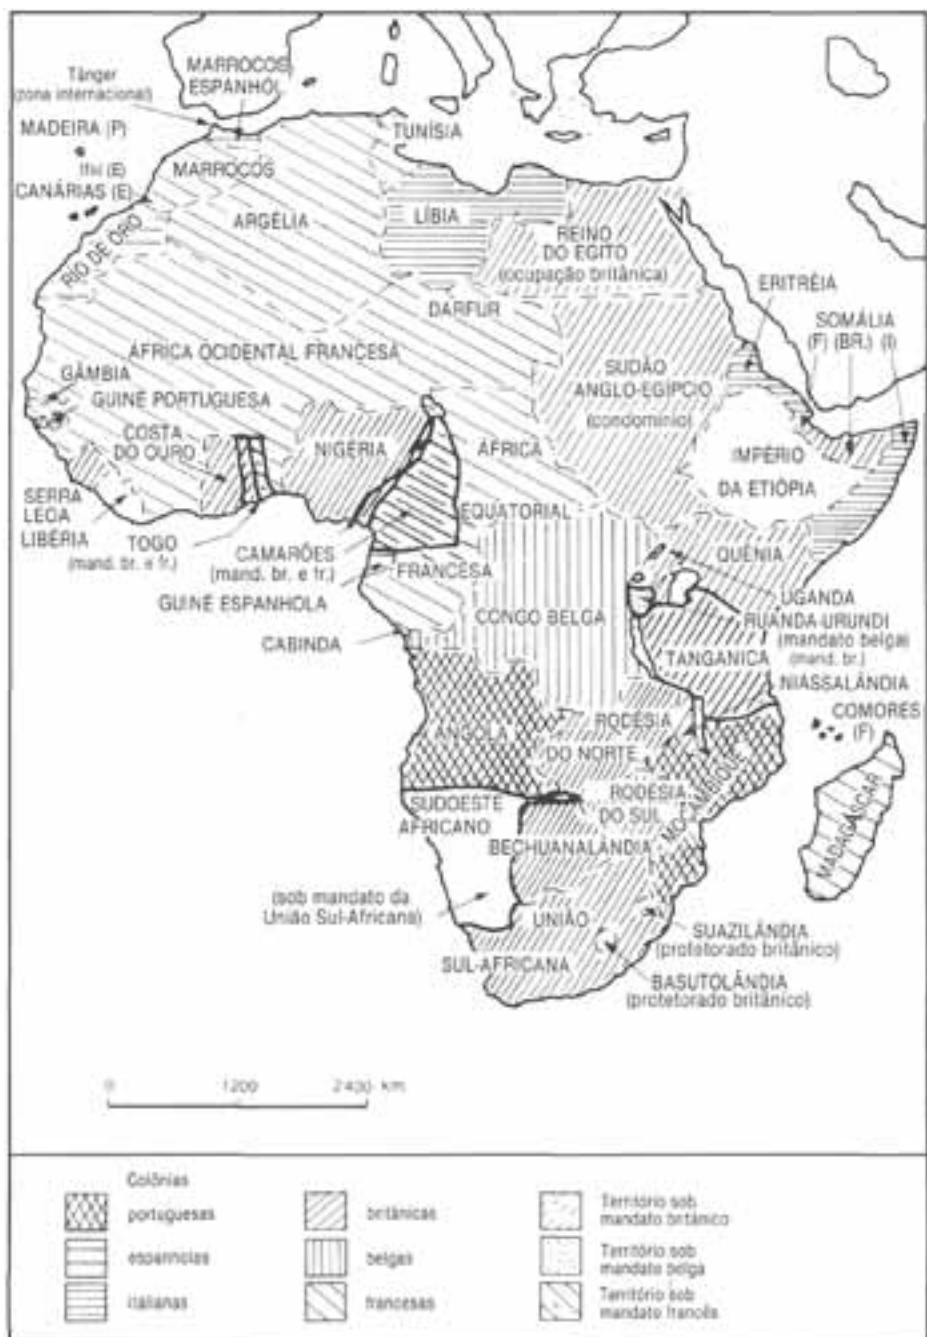 Tânger
(zona internacional)
MARROCOS
ESPANHOL
MADEIRA (P)
Ifni (E)
CANÁRIAS (E)
MARROCOS
TUNÍSIA
ARGÉLIA
LÍBIA
RIO DE ORO
REINO
DO EGITO
(ocupação britânica)
ERITRÉIA
SOMÁLIA
(F) (BR.) (I)
DARFUR
ÁFRICA OCIDENTAL FRANCESA
GÂMBIA
GUINÉ PORTUGUESA
COSTA
DO OURO
NIGÉRIA
SUDÃO
ANGLO-EGÍPCIO
(condomínio)
ÁFRICA
EQUATORIAL
FRANCESA
IMPÉRIO
DA ETIÓPIA
SERRA
LEOA
LIBÉRIA
TOGO
(mand. br. e fr.)
CAMARÕES
(mand. br. e fr.)
GUINÉ ESPANHOLA
CABINDA
CONGO BELGA
QUÊNIA
UGANDA
RUANDA-URUNDI
(mandato belga)
TANGANICA
(mand. br.)
NIASSALÂNDIA
COMORES
(F)
ANGOLA
RODÉSIA
DO NORTE
RODÉSIA
DO SUL
MOÇAMBIQUE
MADAGASCAR
SUDOESTE
AFRICANO
BECHUANALÂNDIA
(sob mandato da
União Sul-Africana)
UNIÃO
SUL-AFRICANA
SUAZILÂNDIA
(protetorado britânico)
BASUTOLÂNDIA
(protetorado britânico)
0 1200 2400 km
Colônias
portuguesas
espanholas
italianas
britânicas
belgas
francesas
Território sob
mandato britânico
Território sob
mandato belga
Território sob
mandato francês